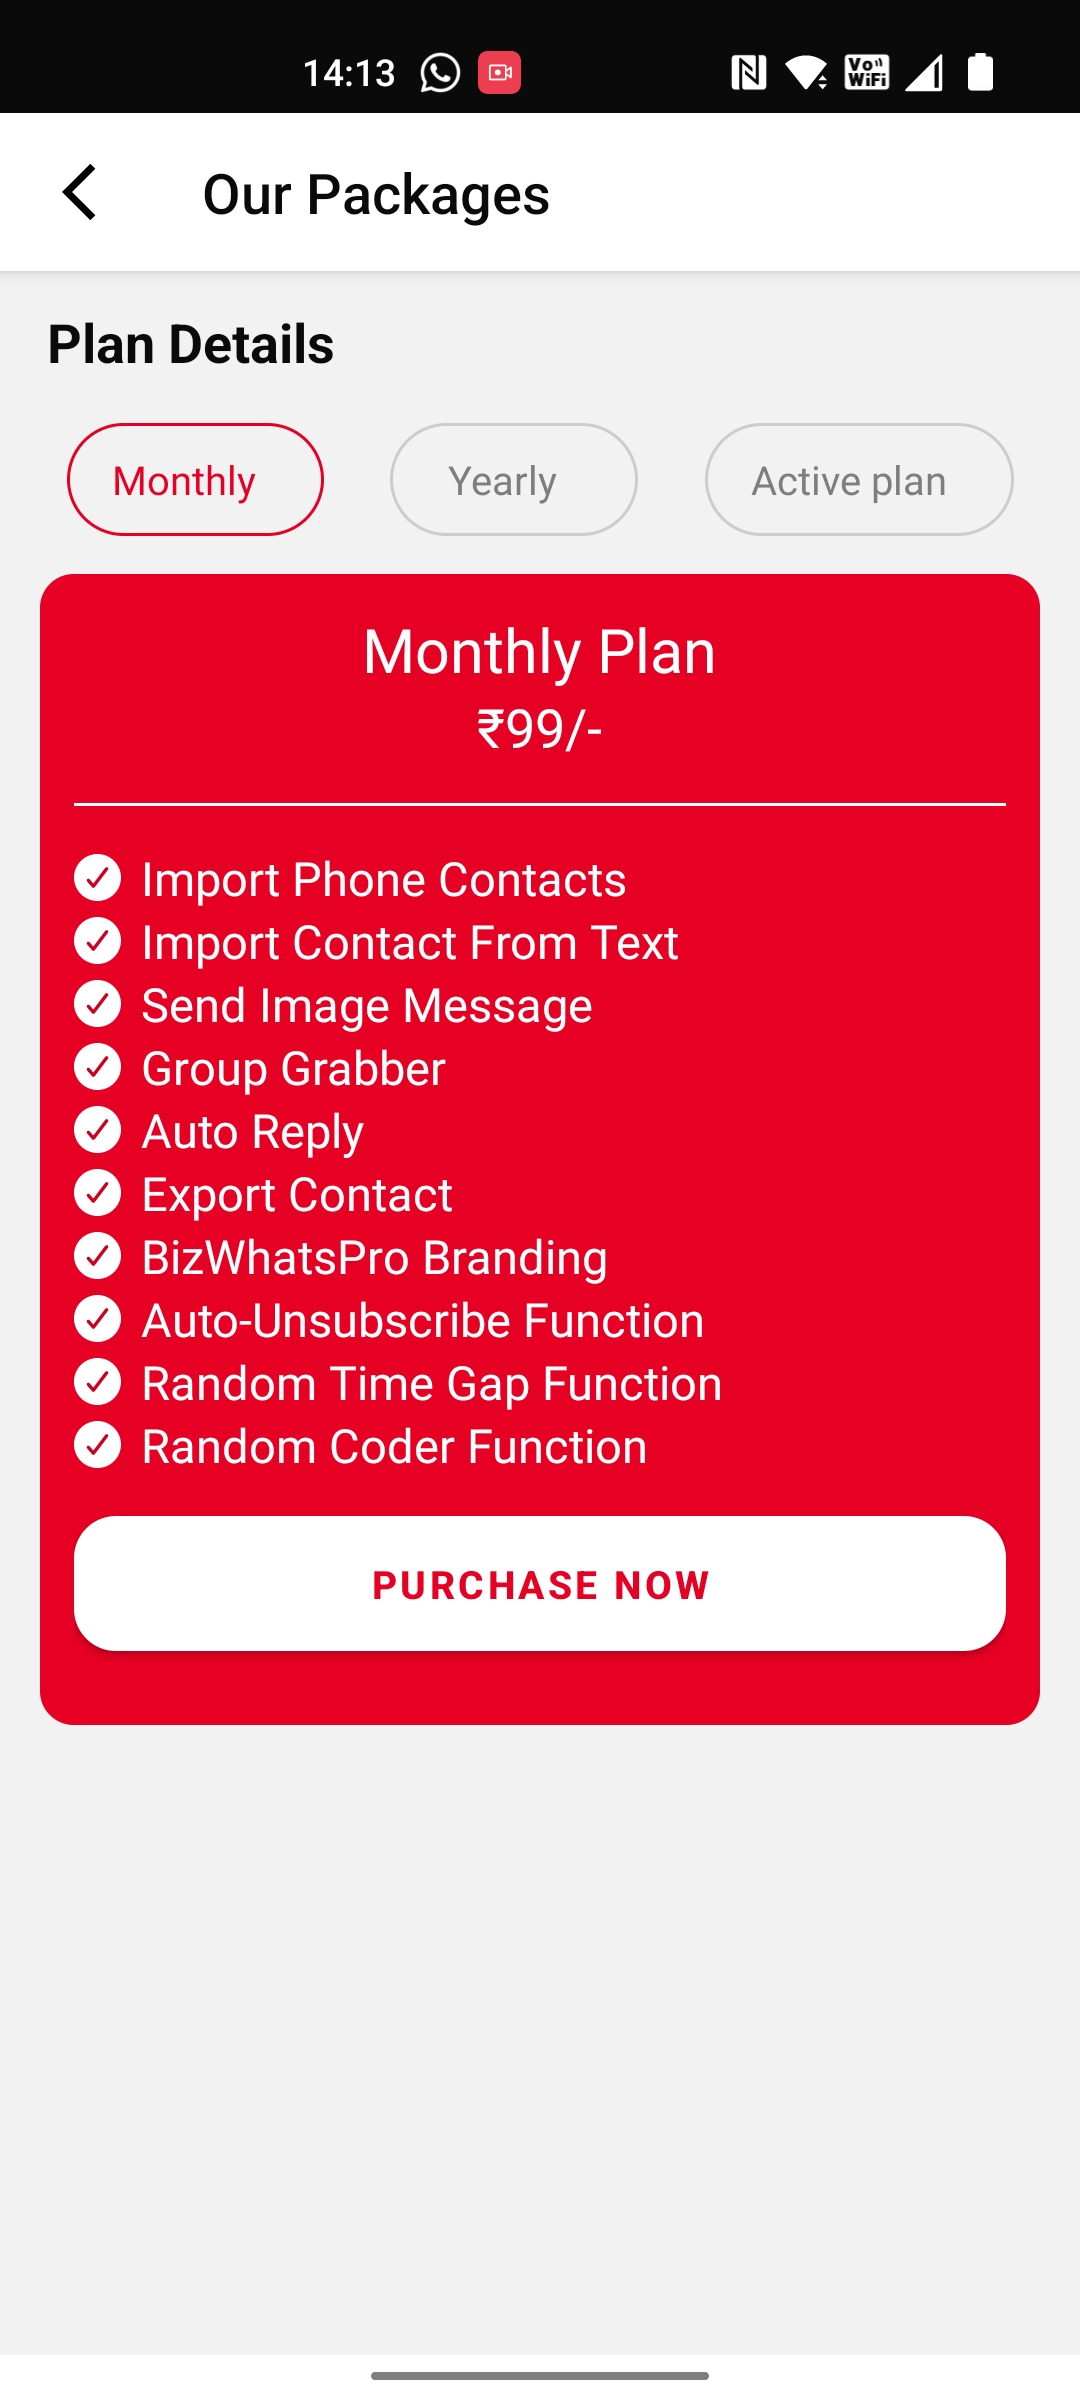 14:13
Vo WiFi
Our Packages
Plan Details
Monthly Yearly Active plan
Monthly Plan
₹99/-
Import Phone Contacts
Import Contact From Text
Send Image Message
Group Grabber
Auto Reply
Export Contact
BizWhatsPro Branding
Auto-Unsubscribe Function
Random Time Gap Function
Random Coder Function
PURCHASE NOW